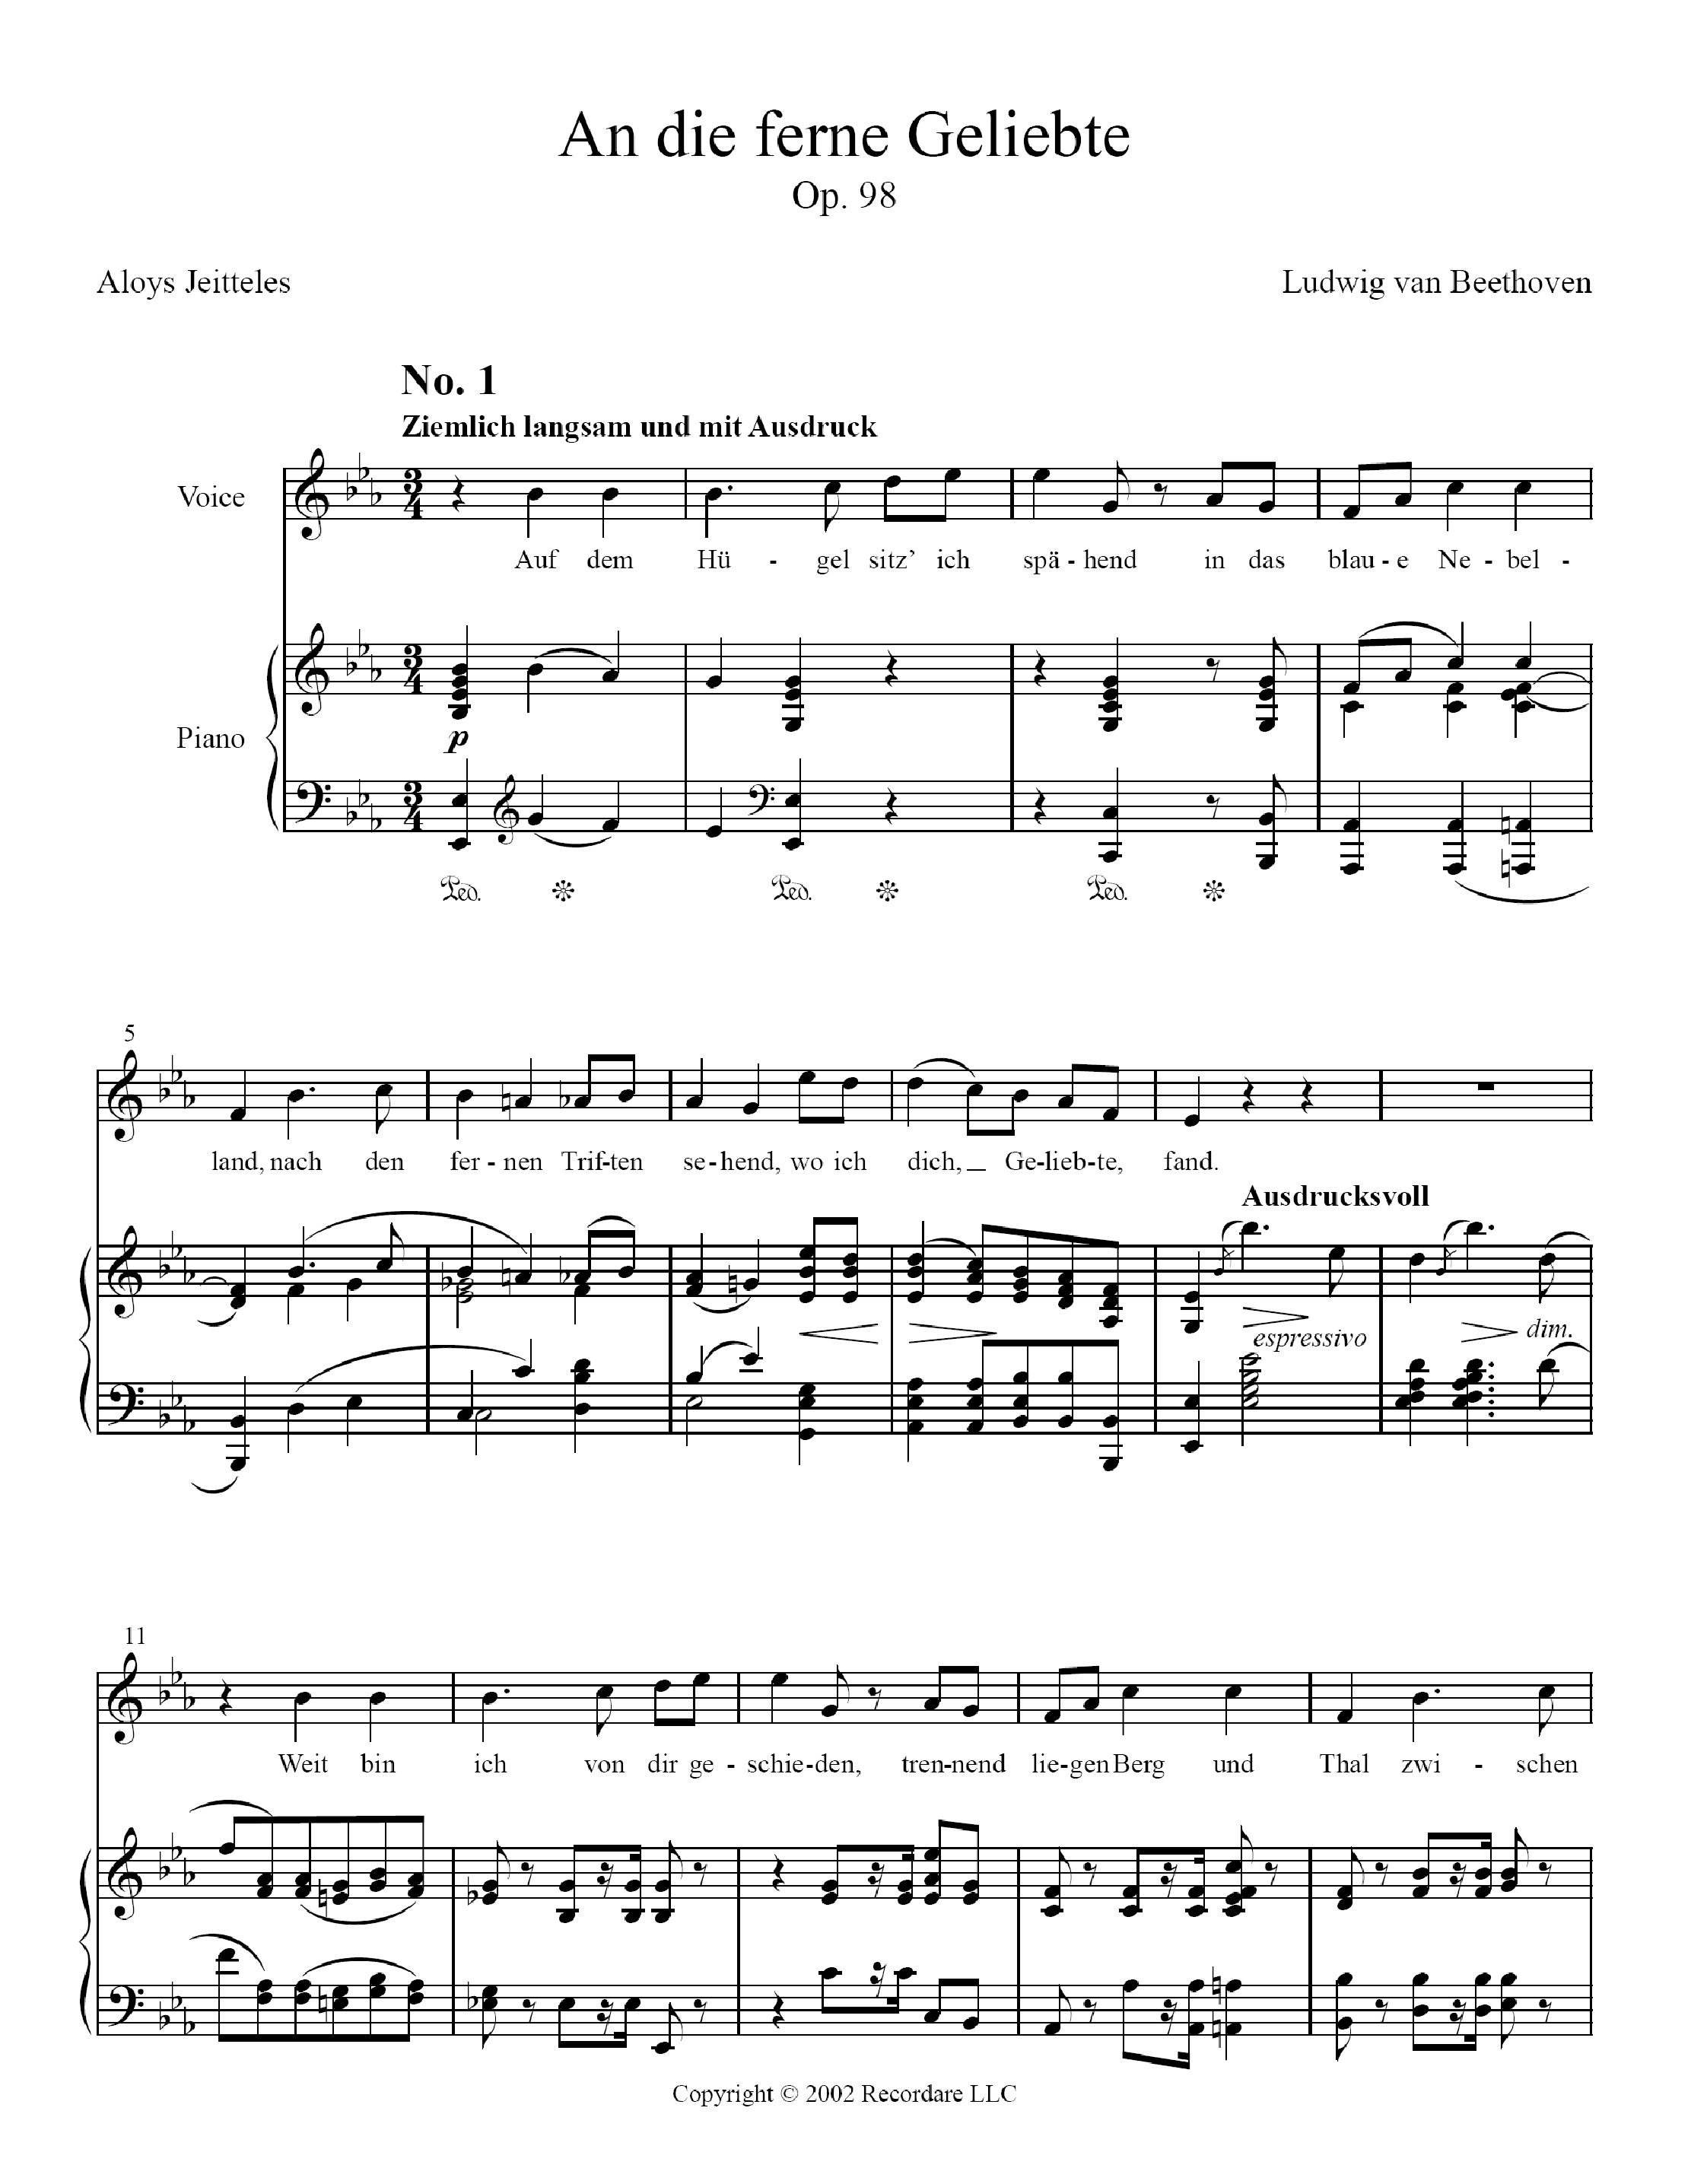 An die ferne Geliebte
Op. 98
Aloys Jeitteles
Ludwig van Beethoven
No. 1
Ziemlich langsam und mit Ausdruck
Voice
Auf dem Hü - gel sitz’ ich spä - hend in das blau - e Ne - bel -
Piano
p
Ped. Ped. Ped.
5
land, nach den fer - nen Trif-ten se-hend, wo ich dich, _ Ge-lieb-te, fand.
Ausdrucksvoll
espressivo dim.
11
Weit bin ich von dir ge - schie-den, tren-nend lie-gen Berg und Thal zwi - schen
Copyright © 2002 Recordare LLC